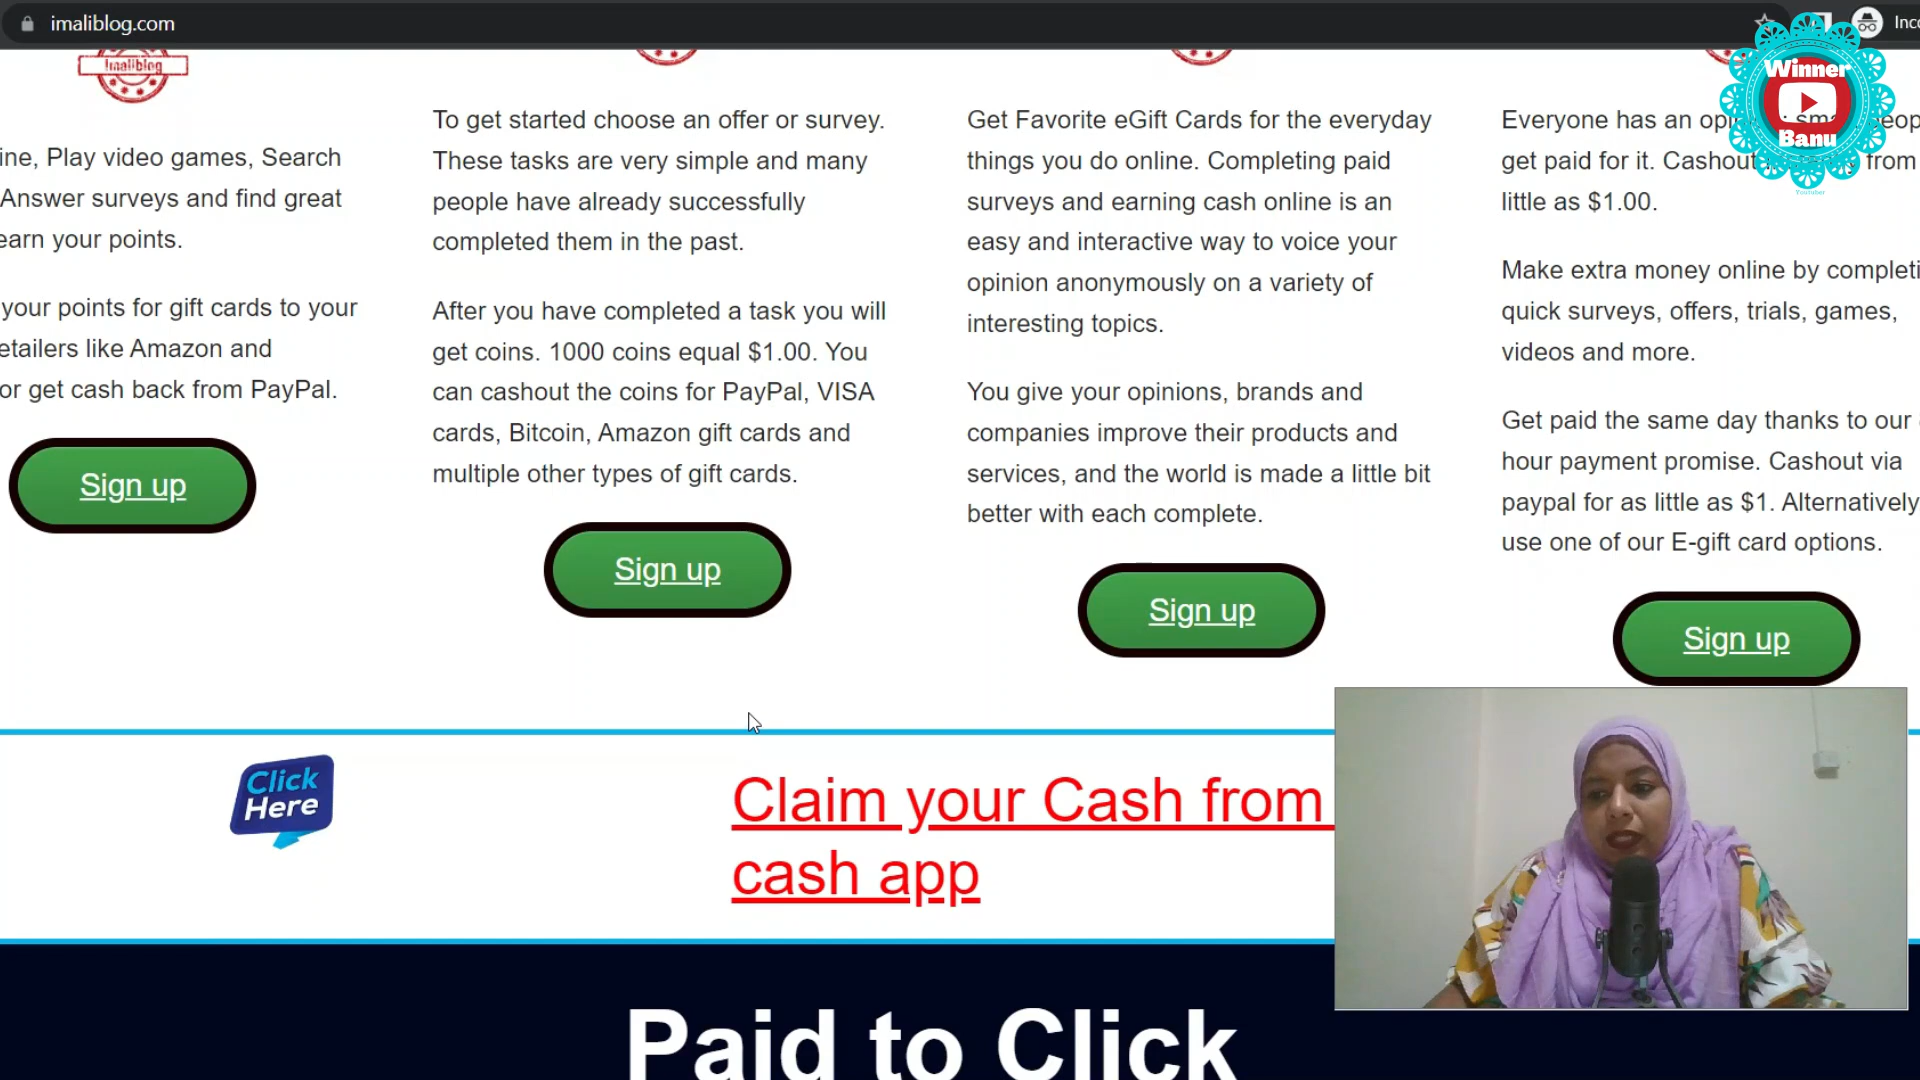 imaliblog.com
Winner
Banu
YouTuber
Imaliblog
ine, Play video games, Search
Answer surveys and find great
earn your points.
your points for gift cards to your
etailers like Amazon and
or get cash back from PayPal.
Sign up
To get started choose an offer or survey.
These tasks are very simple and many
people have already successfully
completed them in the past.
After you have completed a task you will
get coins. 1000 coins equal $1.00. You
can cashout the coins for PayPal, VISA
cards, Bitcoin, Amazon gift cards and
multiple other types of gift cards.
Sign up
Get Favorite eGift Cards for the everyday
things you do online. Completing paid
surveys and earning cash online is an
easy and interactive way to voice your
opinion anonymously on a variety of
interesting topics.
You give your opinions, brands and
companies improve their products and
services, and the world is made a little bit
better with each complete.
Sign up
Everyone has an
get paid for it. Cashout from
little as $1.00.
Make extra money online by completi
quick surveys, offers, trials, games,
videos and more.
Get paid the same day thanks to our
hour payment promise. Cashout via
paypal for as little as $1. Alternatively
use one of our E-gift card options.
Sign up
Click
Here
Claim your Cash from
cash app
Paid to Click